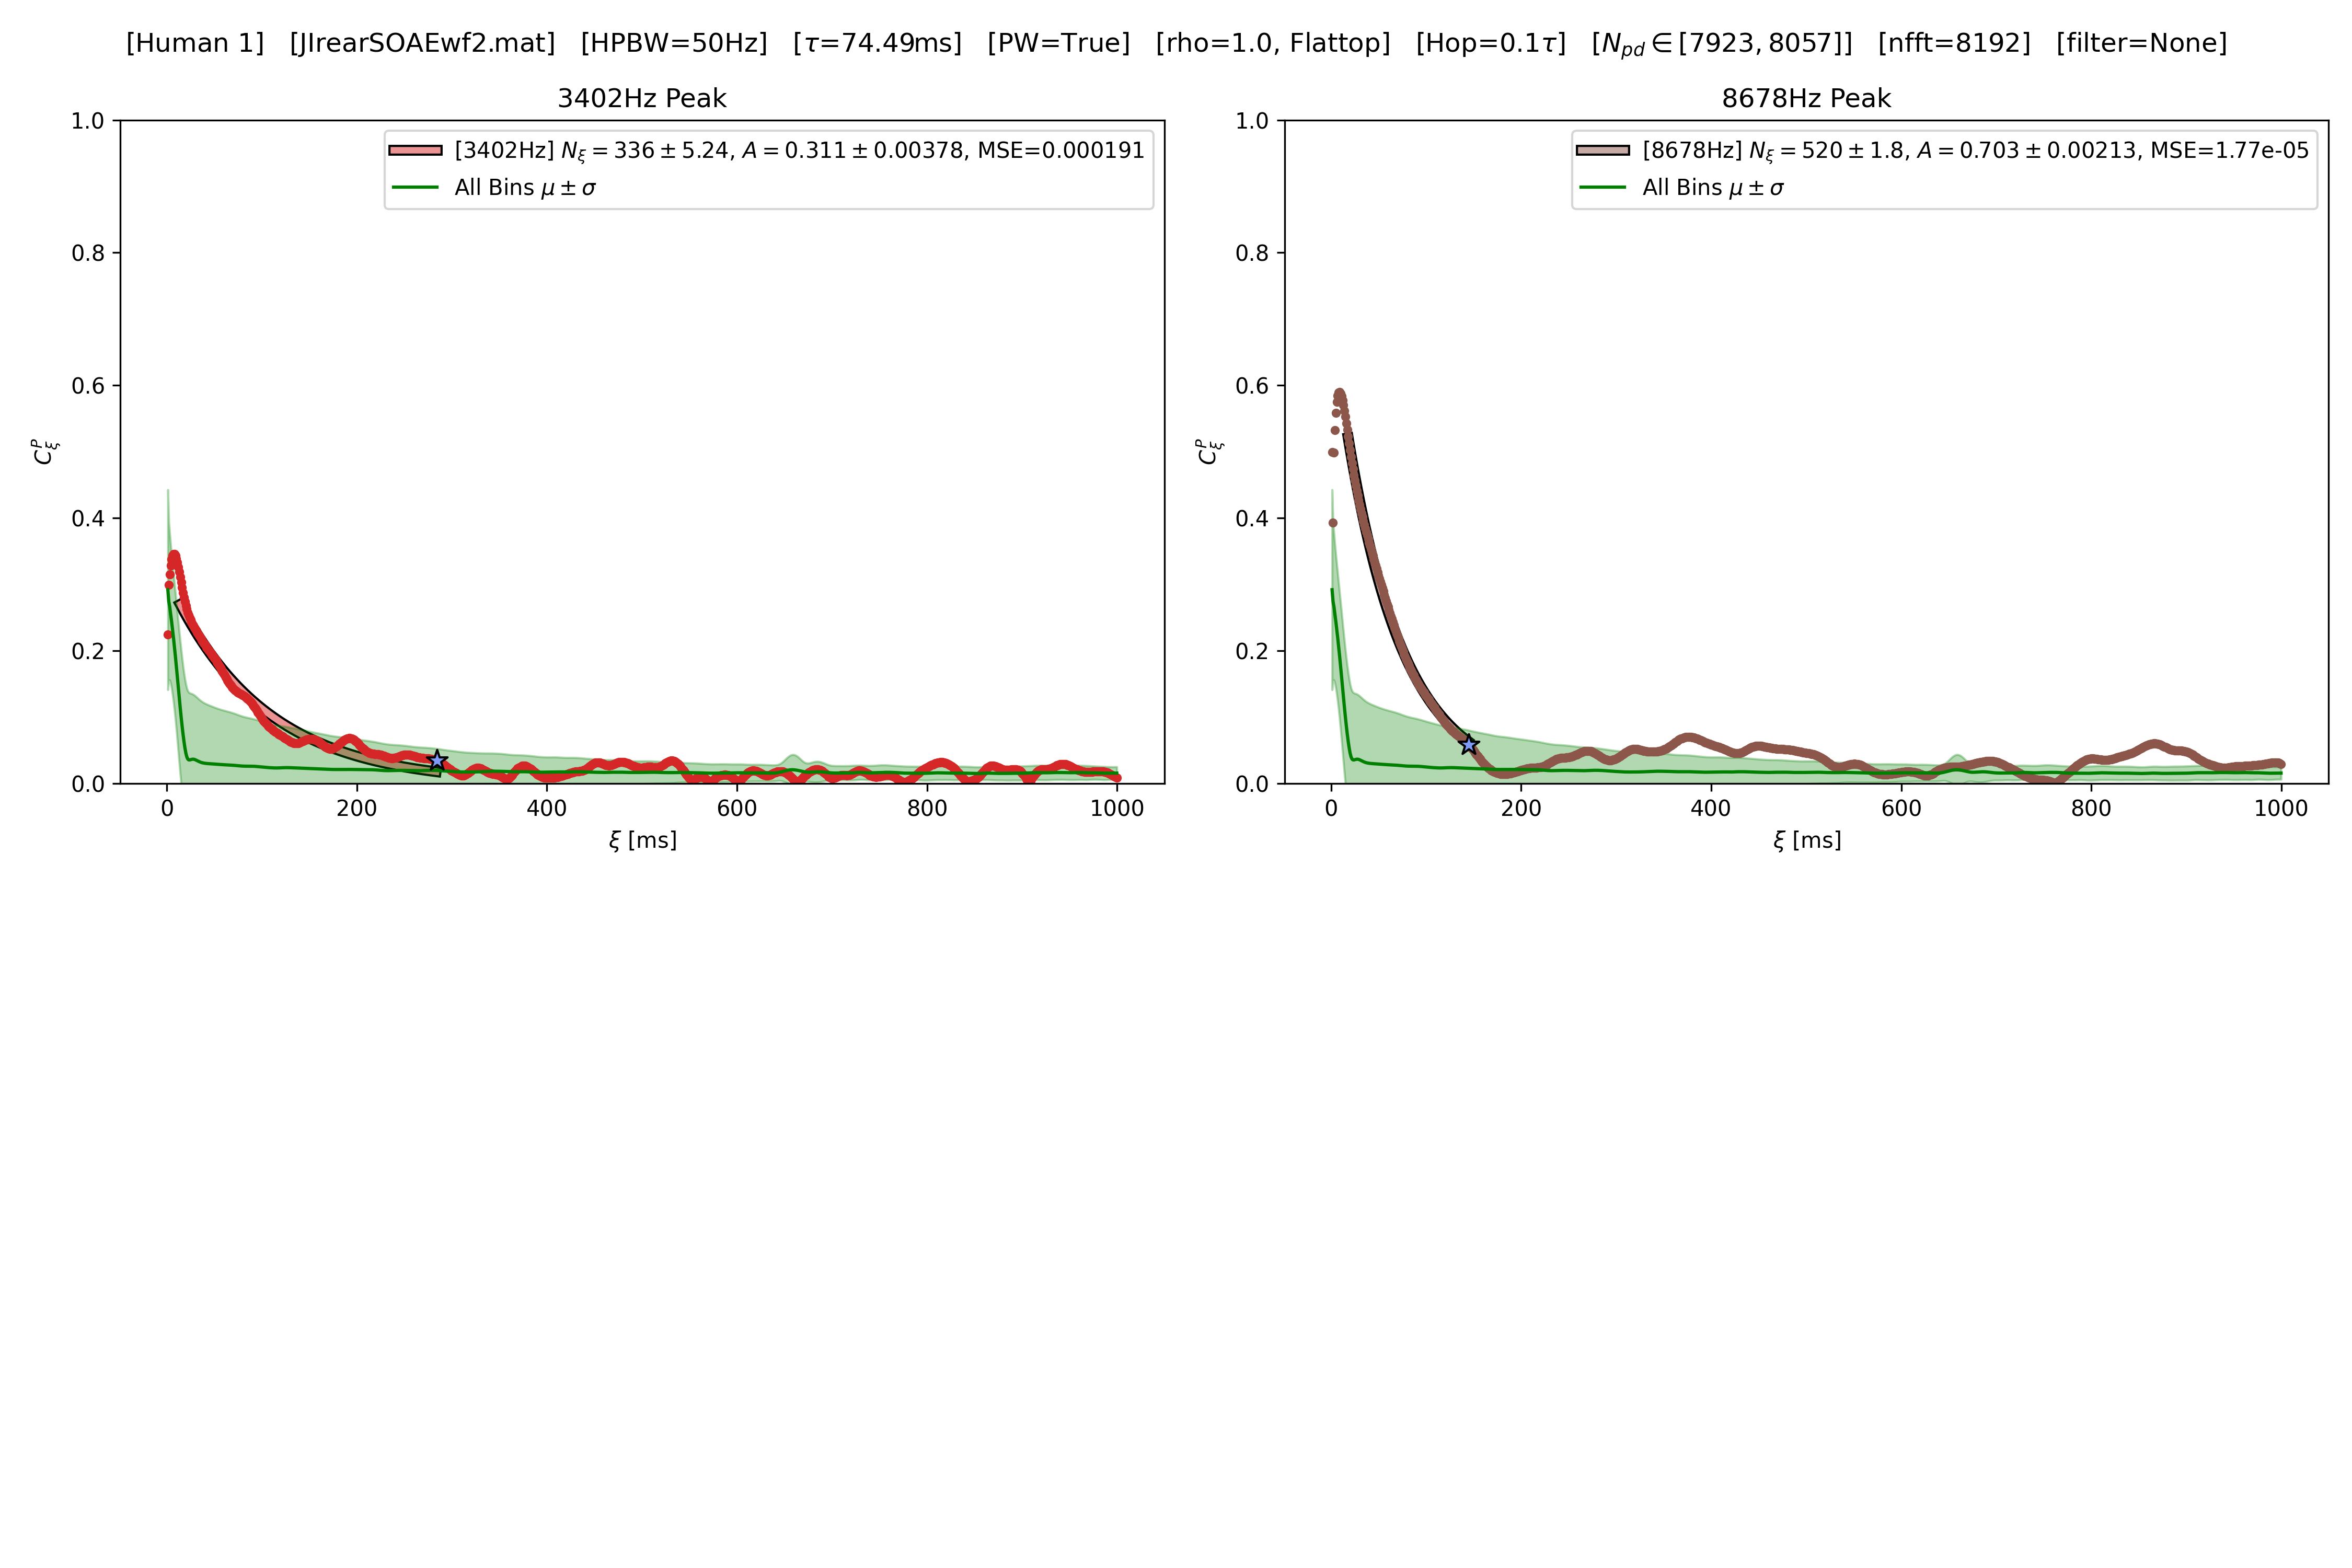 [Human 1]   [JIrearSOAEwf2.mat]   [HPBW=50Hz]   [τ=74.49ms]   [PW=True]   [rho=1.0, Flattop]   [Hop=0.1τ]   [N_pd ∈ [7923, 8057]]   [nfft=8192]   [filter=None]
3402Hz Peak
[3402Hz] N_ξ = 336 ± 5.24, A = 0.311 ± 0.00378, MSE=0.000191
All Bins μ ± σ
1.0
0.8
0.6
0.4
0.2
0.0
C_ξ^P
0 200 400 600 800 1000
ξ [ms]
8678Hz Peak
[8678Hz] N_ξ = 520 ± 1.8, A = 0.703 ± 0.00213, MSE=1.77e-05
All Bins μ ± σ
1.0
0.8
0.6
0.4
0.2
0.0
C_ξ^P
0 200 400 600 800 1000
ξ [ms]